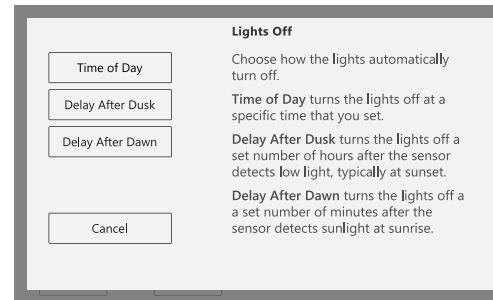 Lights Off
Time of Day
Delay After Dusk
Delay After Dawn
Cancel
Choose how the lights automatically
turn off.
Time of Day turns the lights off at a
specific time that you set.
Delay After Dusk turns the lights off a
set number of hours after the sensor
detects low light, typically at sunset.
Delay After Dawn turns the lights off a
a set number of minutes after the
sensor detects sunlight at sunrise.